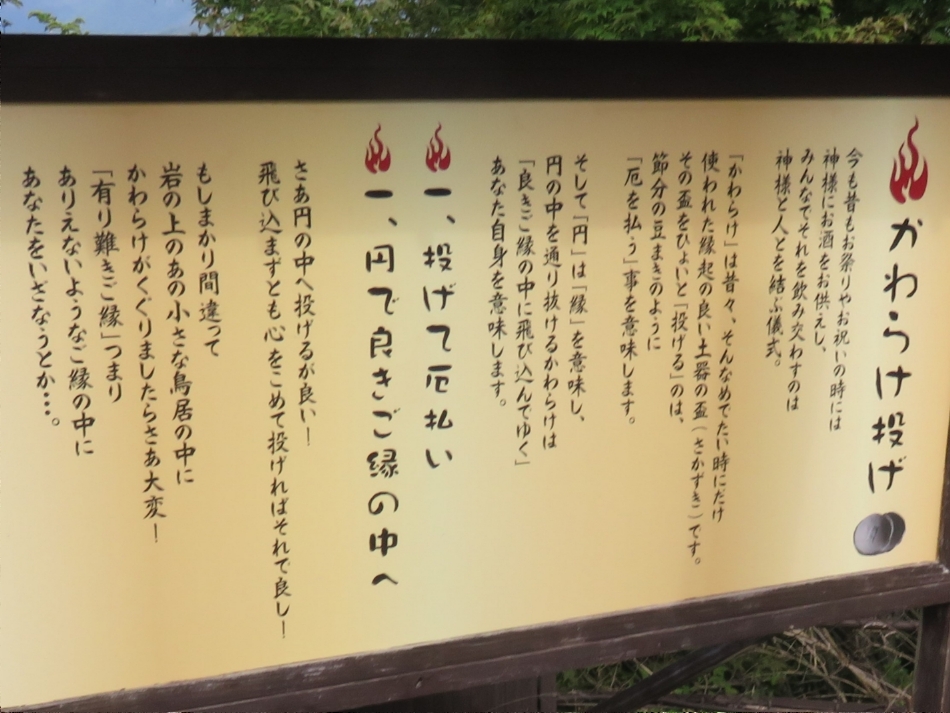 かわらけ投げ
今も昔もお祭りやお祝いの時には
神様にお酒をお供えし、
みんなでそれを飲み交わすのは
神様と人とを結ぶ儀式。
「かわらけ」は昔々、そんなめでたい時にだけ
使われた縁起の良い土器の盃（さかずき）です。
その盃をひょいと「投げる」のは、
節分の豆まきのように
「厄を払う」事を意味します。
そして「円」は「縁」を意味し、
円の中を通り抜けるかわらけは
「良きご縁の中に飛び込んでゆく」
あなた自身を意味します。
一、投げて厄払い
一、円で良きご縁の中へ
さあ円の中へ投げるが良い！
飛び込まずとも心をこめて投げればそれで良し！
もしまかり間違って
岩の上のあの小さな鳥居の中に
かわらけがくぐりましたらさあ大変！
「有り難きご縁」つまり
ありえないようなご縁の中に
あなたをいざなうとか…。